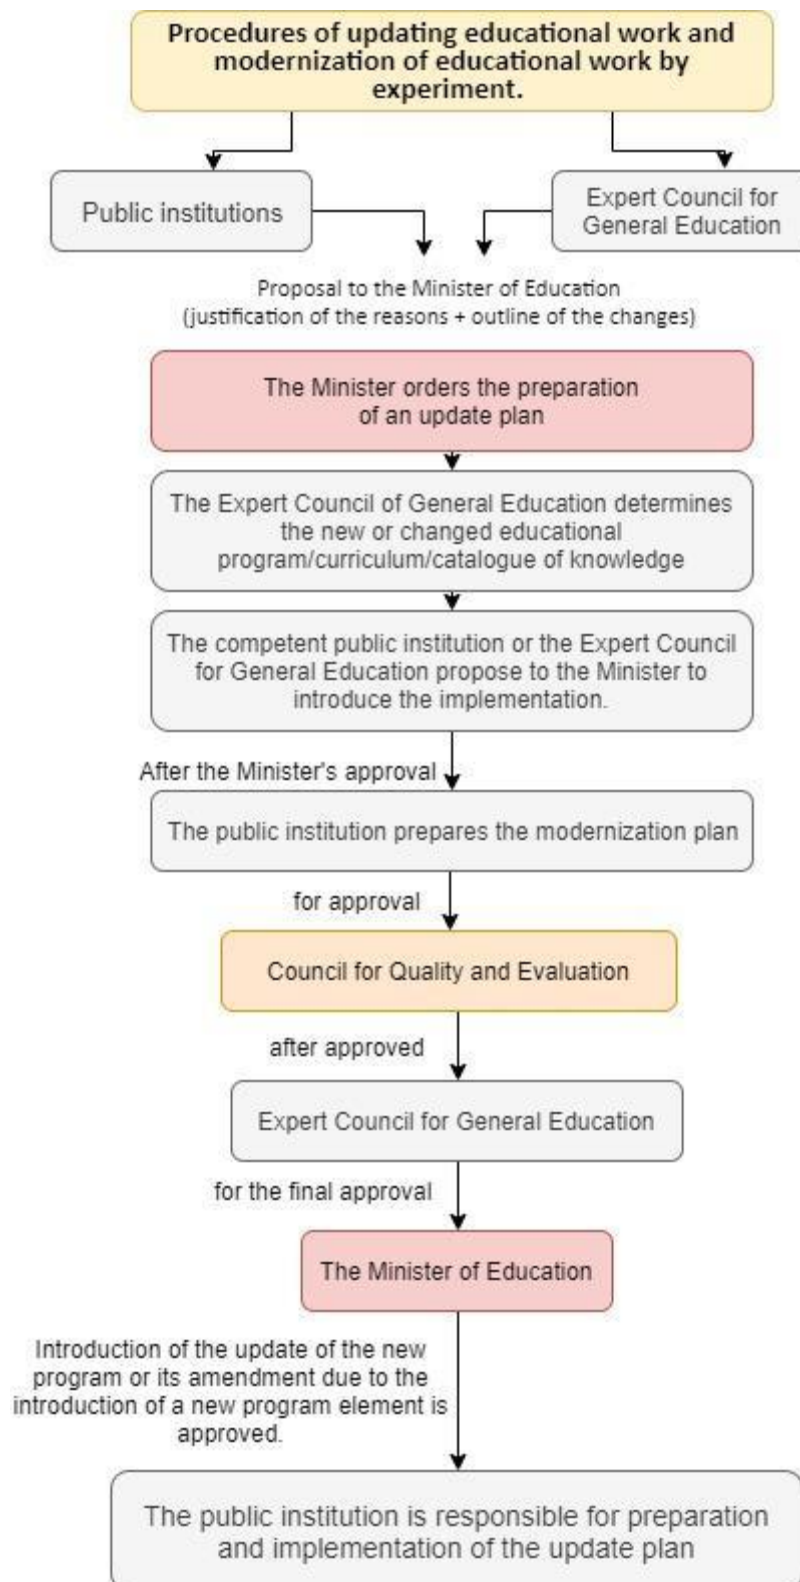 Procedures of updating educational work and
modernization of educational work by
experiment.
Public institutions
Expert Council for
General Education
Proposal to the Minister of Education
(justification of the reasons + outline of the changes)
The Minister orders the preparation
of an update plan
The Expert Council of General Education determines
the new or changed educational
program/curriculum/catalogue of knowledge
The competent public institution or the Expert Council
for General Education propose to the Minister to
introduce the implementation.
After the Minister's approval
The public institution prepares the modernization plan
for approval
Council for Quality and Evaluation
after approved
Expert Council for General Education
for the final approval
The Minister of Education
Introduction of the update of the new
program or its amendment due to the
introduction of a new program element is
approved.
The public institution is responsible for preparation
and implementation of the update plan